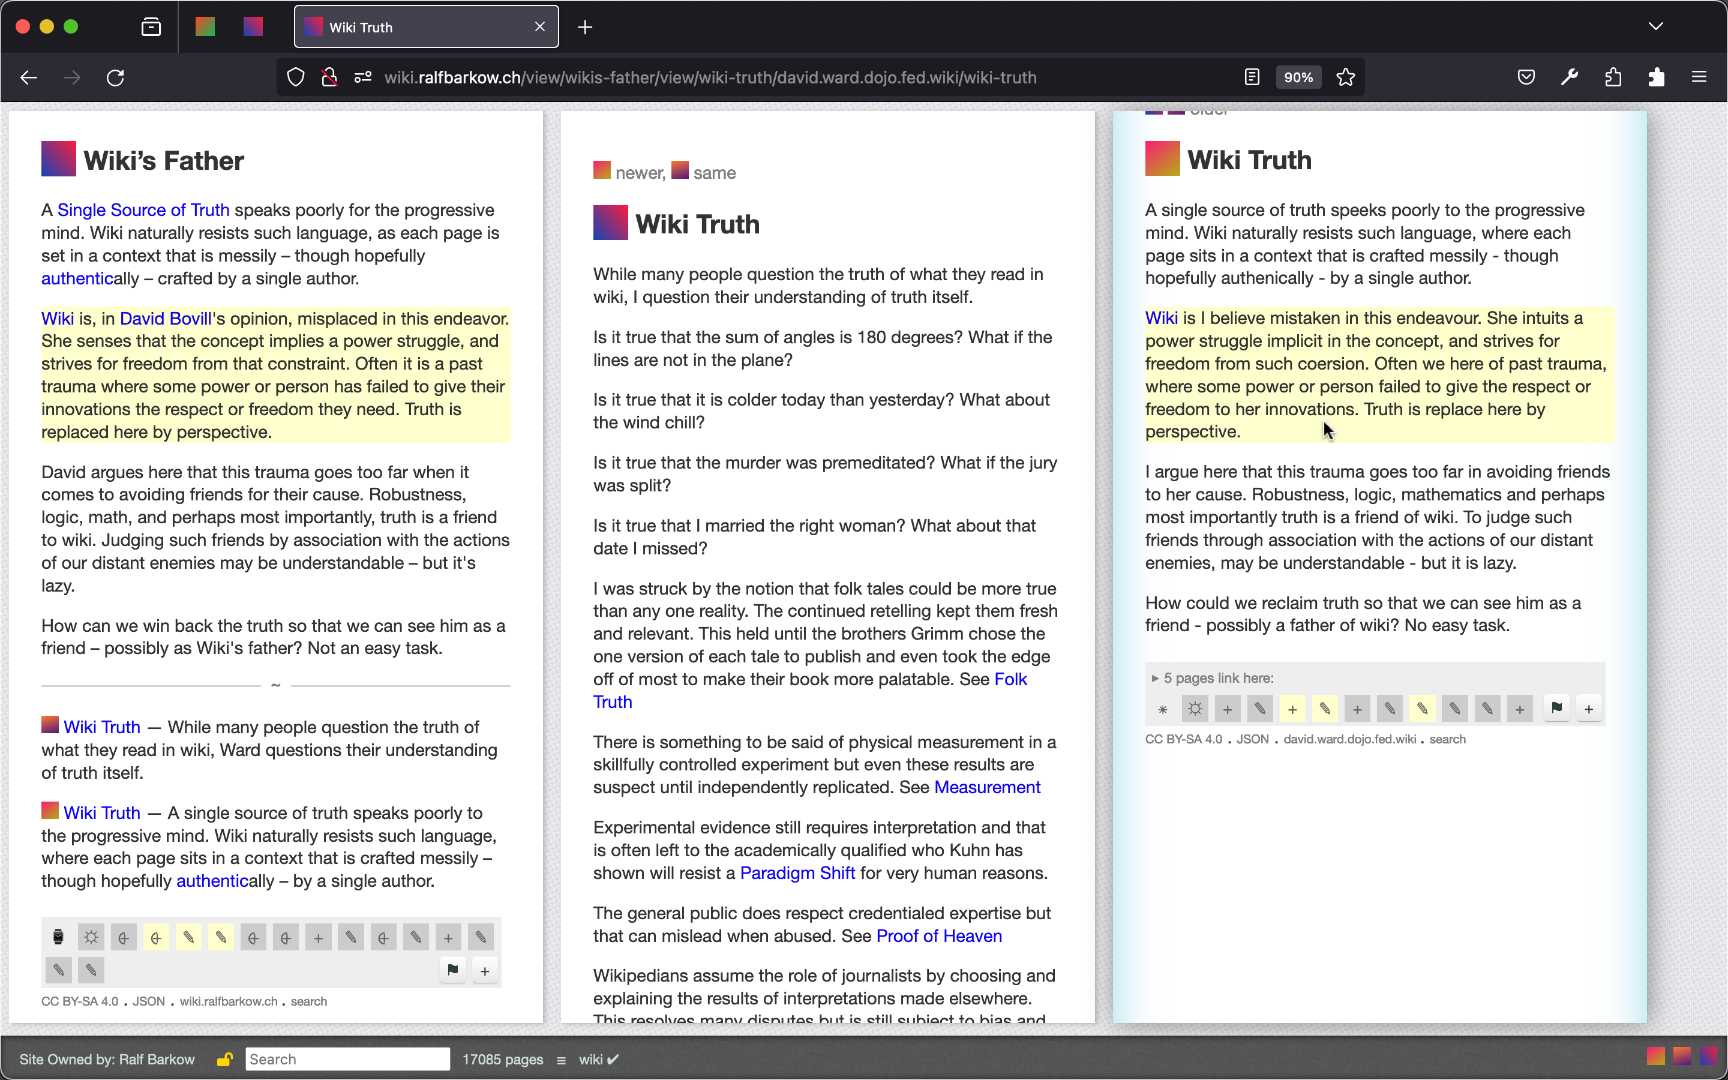 Wiki Truth
wiki.ralfbarkow.ch/view/wikis-father/view/wiki-truth/david.ward.dojo.fed.wiki/wiki-truth
90%
Wiki’s Father
A Single Source of Truth speaks poorly for the progressive
mind. Wiki naturally resists such language, as each page is
set in a context that is messily – though hopefully
authentically – crafted by a single author.
Wiki is, in David Bovill's opinion, misplaced in this endeavor.
She senses that the concept implies a power struggle, and
strives for freedom from that constraint. Often it is a past
trauma where some power or person has failed to give their
innovations the respect or freedom they need. Truth is
replaced here by perspective.
David argues here that this trauma goes too far when it
comes to avoiding friends for their cause. Robustness,
logic, math, and perhaps most importantly, truth is a friend
to wiki. Judging such friends by association with the actions
of our distant enemies may be understandable – but it's
lazy.
How can we win back the truth so that we can see him as a
friend – possibly as Wiki's father? Not an easy task.
~
Wiki Truth — While many people question the truth of
what they read in wiki, Ward questions their understanding
of truth itself.
Wiki Truth — A single source of truth speaks poorly to
the progressive mind. Wiki naturally resists such language,
where each page sits in a context that is crafted messily –
though hopefully authentically – by a single author.
CC BY-SA 4.0 . JSON . wiki.ralfbarkow.ch . search
newer, same
Wiki Truth
While many people question the truth of what they read in
wiki, I question their understanding of truth itself.
Is it true that the sum of angles is 180 degrees? What if the
lines are not in the plane?
Is it true that it is colder today than yesterday? What about
the wind chill?
Is it true that the murder was premeditated? What if the jury
was split?
Is it true that I married the right woman? What about that
date I missed?
I was struck by the notion that folk tales could be more true
than any one reality. The continued retelling kept them fresh
and relevant. This held until the brothers Grimm chose the
one version of each tale to publish and even took the edge
off of most to make their book more palatable. See Folk
Truth
There is something to be said of physical measurement in a
skillfully controlled experiment but even these results are
suspect until independently replicated. See Measurement
Experimental evidence still requires interpretation and that
is often left to the academically qualified who Kuhn has
shown will resist a Paradigm Shift for very human reasons.
The general public does respect credentialed expertise but
that can mislead when abused. See Proof of Heaven
Wikipedians assume the role of journalists by choosing and
explaining the results of interpretations made elsewhere.
This resolves many disputes but is still subject to bias and
older
Wiki Truth
A single source of truth speeks poorly to the progressive
mind. Wiki naturally resists such language, where each
page sits in a context that is crafted messily - though
hopefully authenically - by a single author.
Wiki is I believe mistaken in this endeavour. She intuits a
power struggle implicit in the concept, and strives for
freedom from such coersion. Often we here of past trauma,
where some power or person failed to give the respect or
freedom to her innovations. Truth is replace here by
perspective.
I argue here that this trauma goes too far in avoiding friends
to her cause. Robustness, logic, mathematics and perhaps
most importantly truth is a friend of wiki. To judge such
friends through association with the actions of our distant
enemies, may be understandable - but it is lazy.
How could we reclaim truth so that we can see him as a
friend - possibly a father of wiki? No easy task.
5 pages link here:
CC BY-SA 4.0 . JSON . david.ward.dojo.fed.wiki . search
Site Owned by: Ralf Barkow
Search
17085 pages
wiki